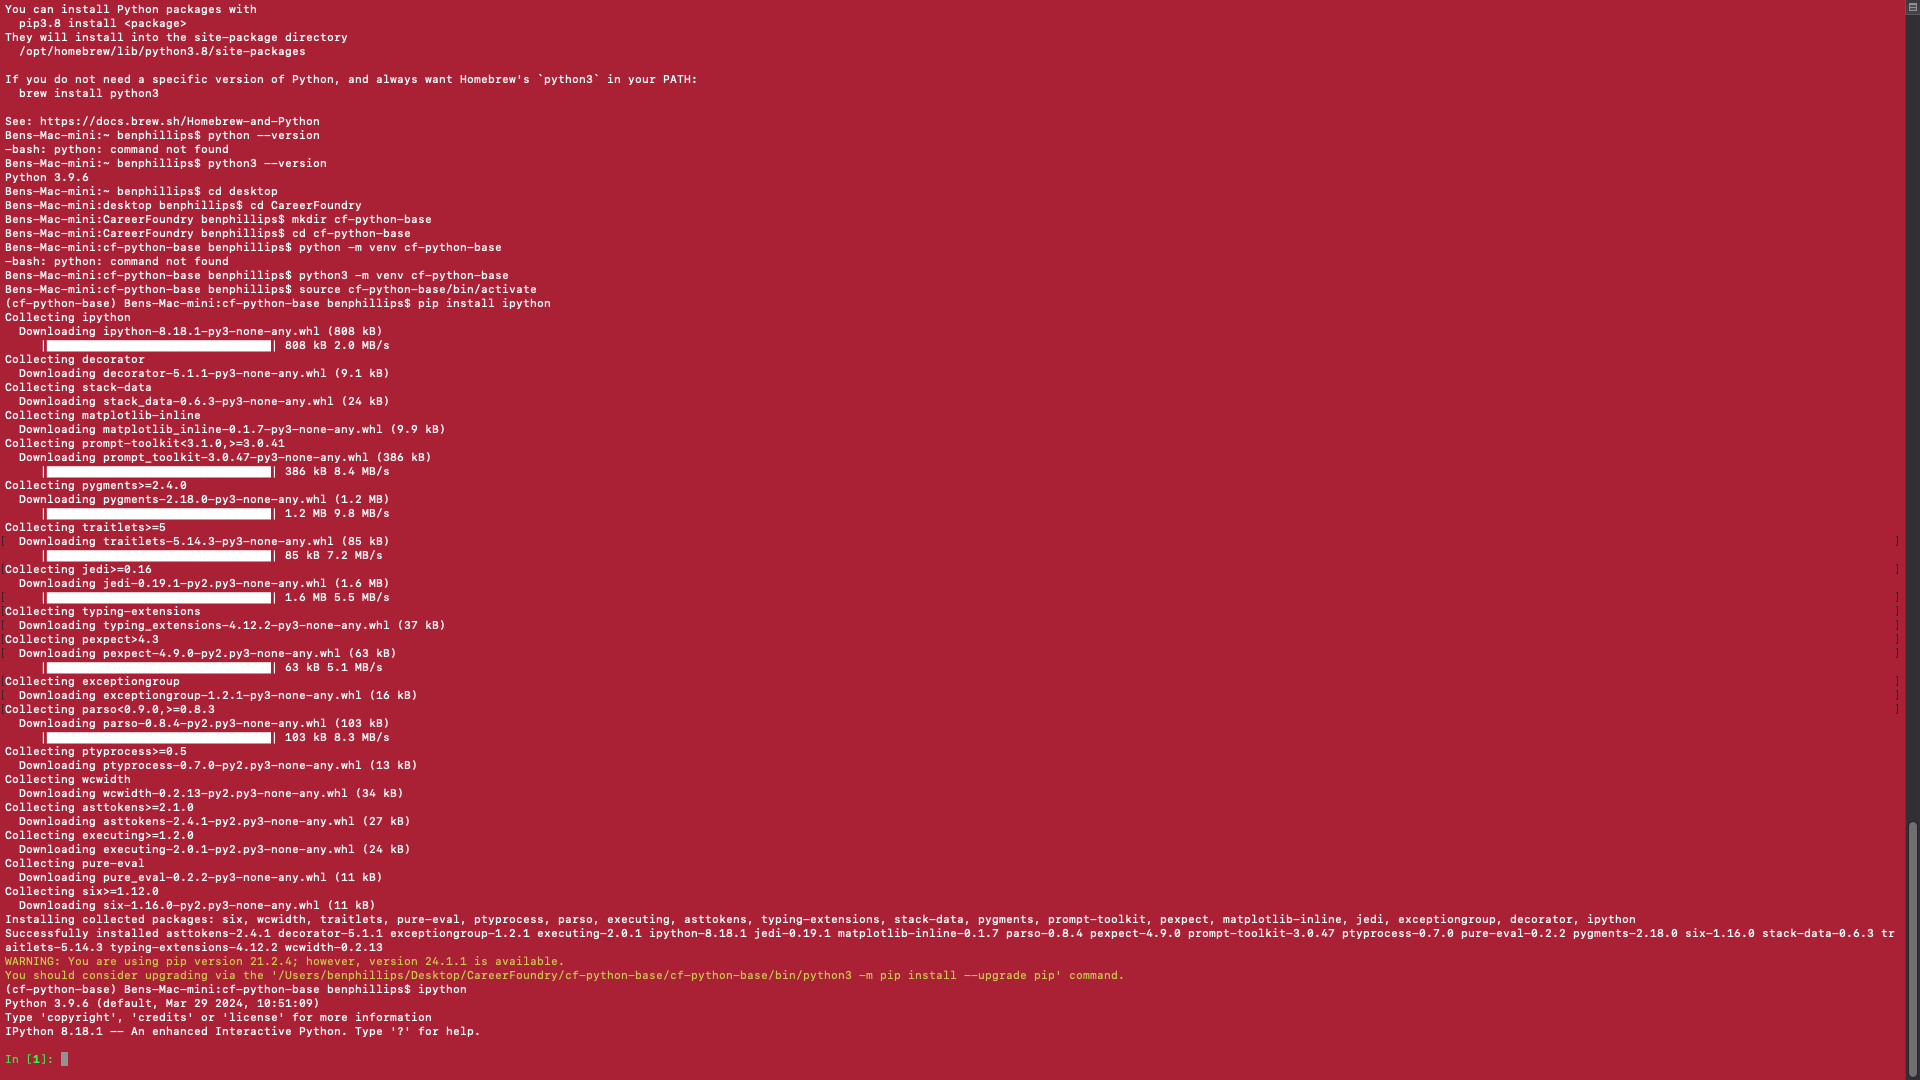 You can install Python packages with
  pip3.8 install <package>
They will install into the site-package directory
  /opt/homebrew/lib/python3.8/site-packages

If you do not need a specific version of Python, and always want Homebrew's `python3` in your PATH:
  brew install python3

See: https://docs.brew.sh/Homebrew-and-Python
Bens-Mac-mini:~ benphillips$ python --version
-bash: python: command not found
Bens-Mac-mini:~ benphillips$ python3 --version
Python 3.9.6
Bens-Mac-mini:~ benphillips$ cd desktop
Bens-Mac-mini:desktop benphillips$ cd CareerFoundry
Bens-Mac-mini:CareerFoundry benphillips$ mkdir cf-python-base
Bens-Mac-mini:CareerFoundry benphillips$ cd cf-python-base
Bens-Mac-mini:cf-python-base benphillips$ python -m venv cf-python-base
-bash: python: command not found
Bens-Mac-mini:cf-python-base benphillips$ python3 -m venv cf-python-base
Bens-Mac-mini:cf-python-base benphillips$ source cf-python-base/bin/activate
(cf-python-base) Bens-Mac-mini:cf-python-base benphillips$ pip install ipython
Collecting ipython
  Downloading ipython-8.18.1-py3-none-any.whl (808 kB)
     |████████████████████████████████| 808 kB 2.0 MB/s
Collecting decorator
  Downloading decorator-5.1.1-py3-none-any.whl (9.1 kB)
Collecting stack-data
  Downloading stack_data-0.6.3-py3-none-any.whl (24 kB)
Collecting matplotlib-inline
  Downloading matplotlib_inline-0.1.7-py3-none-any.whl (9.9 kB)
Collecting prompt-toolkit<3.1.0,>=3.0.41
  Downloading prompt_toolkit-3.0.47-py3-none-any.whl (386 kB)
     |████████████████████████████████| 386 kB 8.4 MB/s
Collecting pygments>=2.4.0
  Downloading pygments-2.18.0-py3-none-any.whl (1.2 MB)
     |████████████████████████████████| 1.2 MB 9.8 MB/s
Collecting traitlets>=5
  Downloading traitlets-5.14.3-py3-none-any.whl (85 kB)
     |████████████████████████████████| 85 kB 7.2 MB/s
Collecting jedi>=0.16
  Downloading jedi-0.19.1-py2.py3-none-any.whl (1.6 MB)
     |████████████████████████████████| 1.6 MB 5.5 MB/s
Collecting typing-extensions
  Downloading typing_extensions-4.12.2-py3-none-any.whl (37 kB)
Collecting pexpect>4.3
  Downloading pexpect-4.9.0-py2.py3-none-any.whl (63 kB)
     |████████████████████████████████| 63 kB 5.1 MB/s
Collecting exceptiongroup
  Downloading exceptiongroup-1.2.1-py3-none-any.whl (16 kB)
Collecting parso<0.9.0,>=0.8.3
  Downloading parso-0.8.4-py2.py3-none-any.whl (103 kB)
     |████████████████████████████████| 103 kB 8.3 MB/s
Collecting ptyprocess>=0.5
  Downloading ptyprocess-0.7.0-py2.py3-none-any.whl (13 kB)
Collecting wcwidth
  Downloading wcwidth-0.2.13-py2.py3-none-any.whl (34 kB)
Collecting asttokens>=2.1.0
  Downloading asttokens-2.4.1-py2.py3-none-any.whl (27 kB)
Collecting executing>=1.2.0
  Downloading executing-2.0.1-py2.py3-none-any.whl (24 kB)
Collecting pure-eval
  Downloading pure_eval-0.2.2-py3-none-any.whl (11 kB)
Collecting six>=1.12.0
  Downloading six-1.16.0-py2.py3-none-any.whl (11 kB)
Installing collected packages: six, wcwidth, traitlets, pure-eval, ptyprocess, parso, executing, asttokens, typing-extensions, stack-data, pygments, prompt-toolkit, pexpect, matplotlib-inline, jedi, exceptiongroup, decorator, ipython
Successfully installed asttokens-2.4.1 decorator-5.1.1 exceptiongroup-1.2.1 executing-2.0.1 ipython-8.18.1 jedi-0.19.1 matplotlib-inline-0.1.7 parso-0.8.4 pexpect-4.9.0 prompt-toolkit-3.0.47 ptyprocess-0.7.0 pure-eval-0.2.2 pygments-2.18.0 six-1.16.0 stack-data-0.6.3 tr
aitlets-5.14.3 typing-extensions-4.12.2 wcwidth-0.2.13
WARNING: You are using pip version 21.2.4; however, version 24.1.1 is available.
You should consider upgrading via the '/Users/benphillips/Desktop/CareerFoundry/cf-python-base/cf-python-base/bin/python3 -m pip install --upgrade pip' command.
(cf-python-base) Bens-Mac-mini:cf-python-base benphillips$ ipython
Python 3.9.6 (default, Mar 29 2024, 10:51:09)
Type 'copyright', 'credits' or 'license' for more information
IPython 8.18.1 -- An enhanced Interactive Python. Type '?' for help.

In [1]: